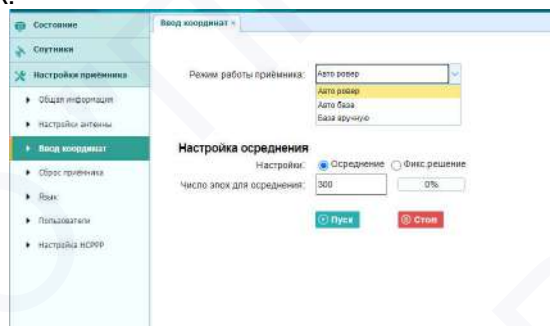 к.
Состояние
Спутники
Настройки приёмника
Общая информация
Настройки антенны
Ввод координат
Сброс приёмника
Язык
Пользователи
Настройка НСРРР
Ввод координат ×
Режим работы приёмника: Авто ровер
Авто ровер
Авто база
База вручную
Настройка осреднения
Настройки: Осреднение Фикс решение
Число эпох для осреднения: 300 0%
Пуск Стоп